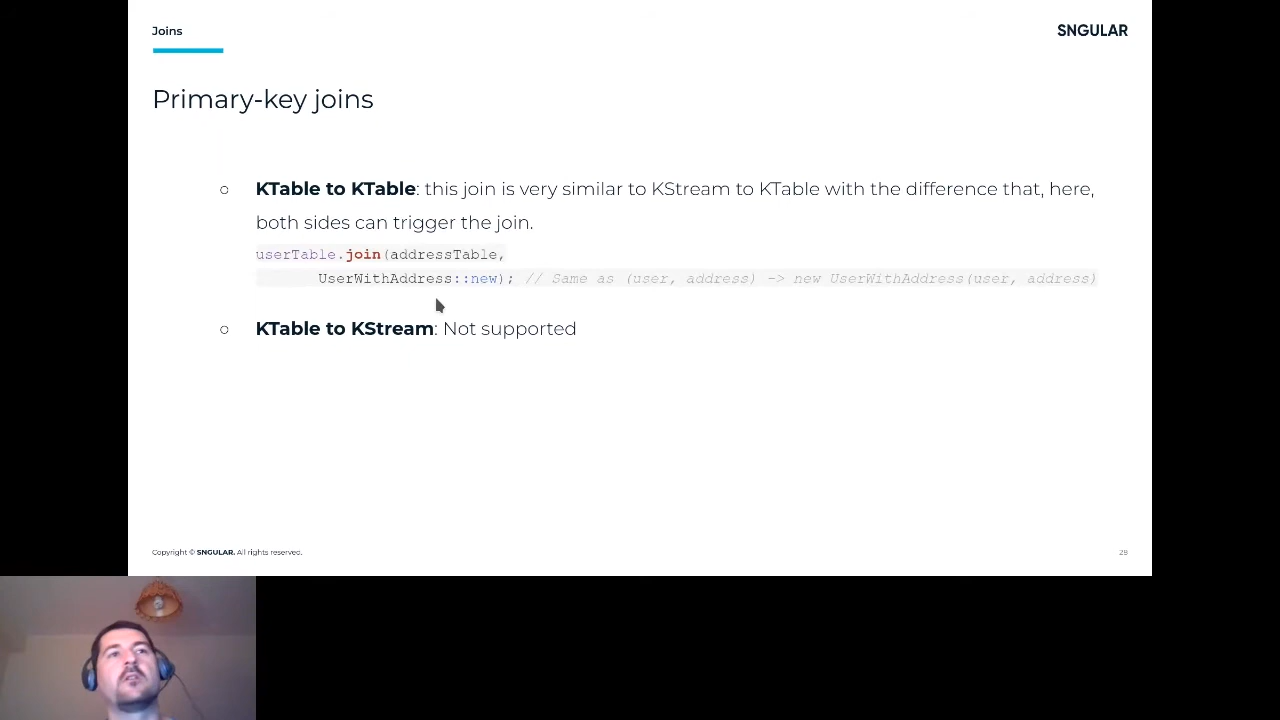 Joins
SNGULAR
Primary-key joins
○ KTable to KTable: this join is very similar to KStream to KTable with the difference that, here,
both sides can trigger the join.
userTable.join(addressTable,
UserWithAddress::new); // Same as (user, address) -> new UserWithAddress(user, address)
○ KTable to KStream: Not supported
Copyright © SNGULAR. All rights reserved.
28